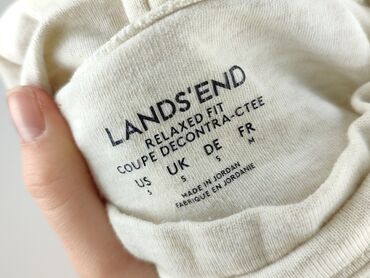 LANDS'END
RELAXED FIT
COUPE DECONTRA-CTEE
US UK DE FR
S S S M
MADE IN JORDAN
FABRIQUE EN JORDANIE